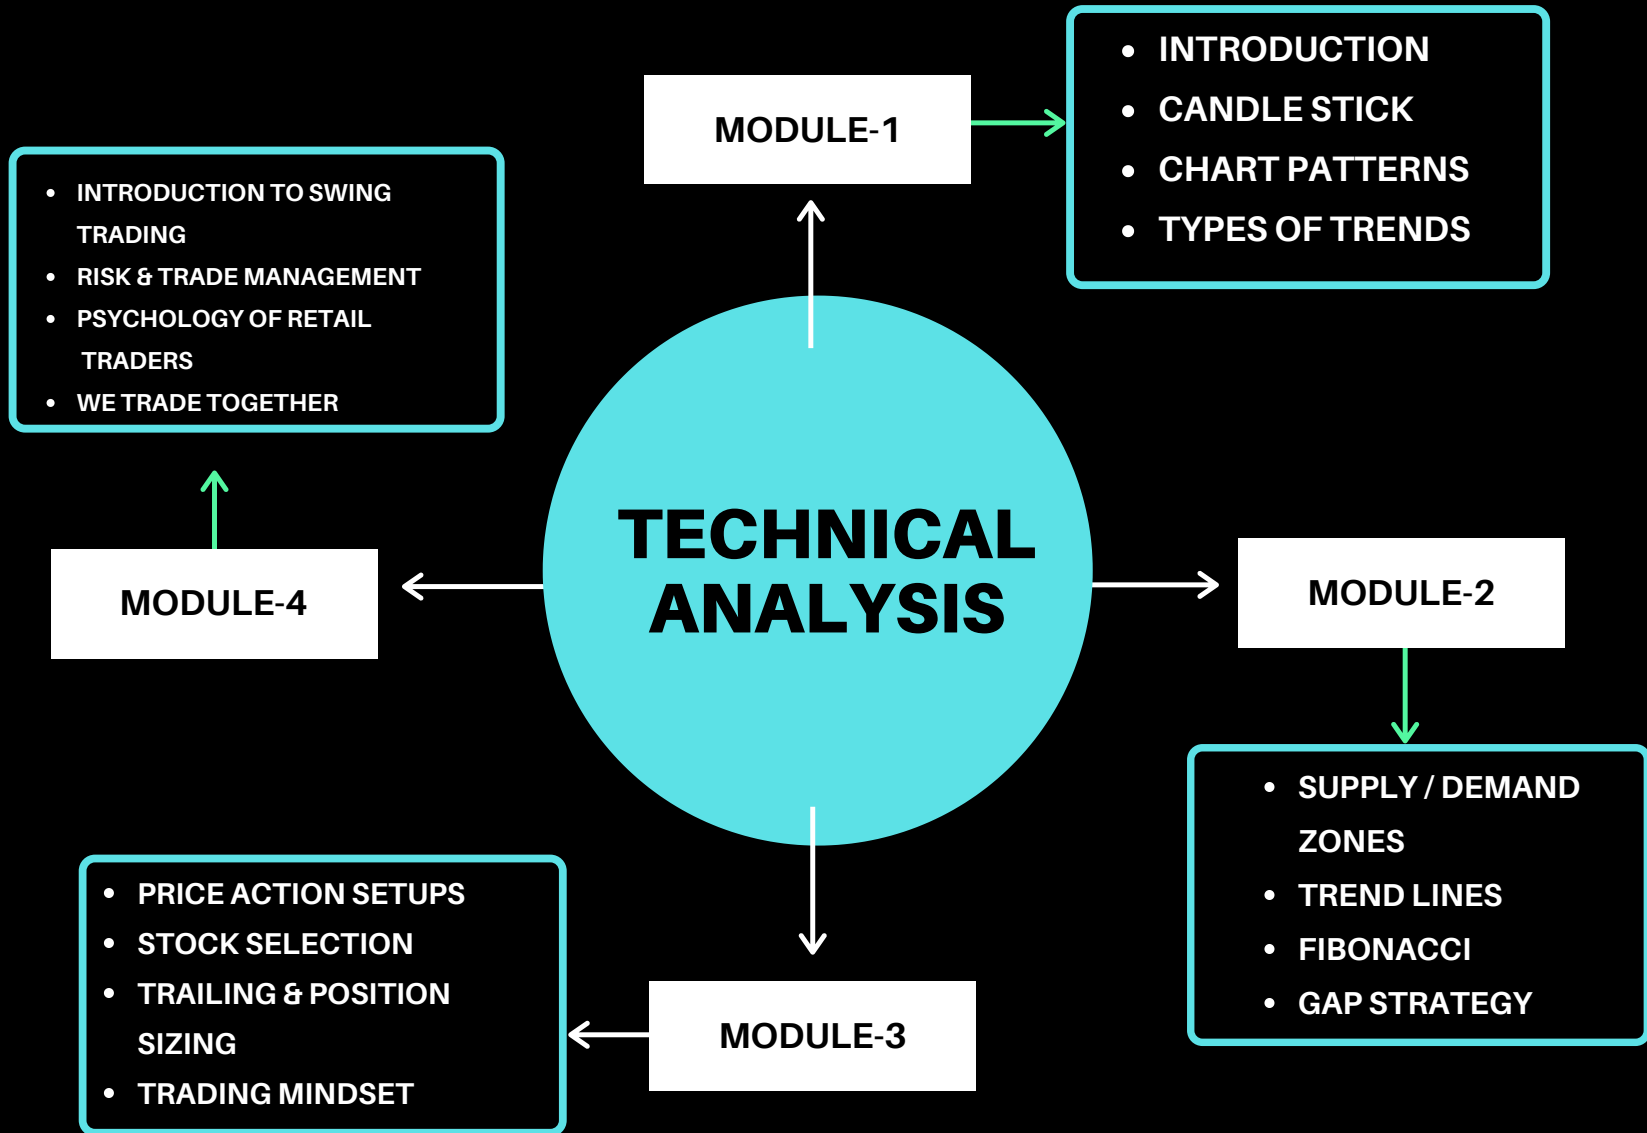 MODULE-1
• INTRODUCTION
• CANDLE STICK
• CHART PATTERNS
• TYPES OF TRENDS
• INTRODUCTION TO SWING
TRADING
• RISK & TRADE MANAGEMENT
• PSYCHOLOGY OF RETAIL
TRADERS
• WE TRADE TOGETHER
TECHNICAL
ANALYSIS
MODULE-4
MODULE-2
• SUPPLY / DEMAND
ZONES
• TREND LINES
• FIBONACCI
• GAP STRATEGY
• PRICE ACTION SETUPS
• STOCK SELECTION
• TRAILING & POSITION
SIZING
• TRADING MINDSET
MODULE-3